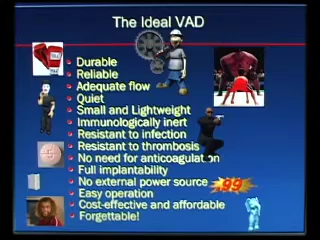 The Ideal VAD
Durable
Reliable
Adequate flow
Quiet
Small and Lightweight
Immunologically inert
Resistant to infection
Resistant to thrombosis
No need for anticoagulation
Full implantability
No external power source
99
Easy operation
Cost-effective and affordable
Forgettable!